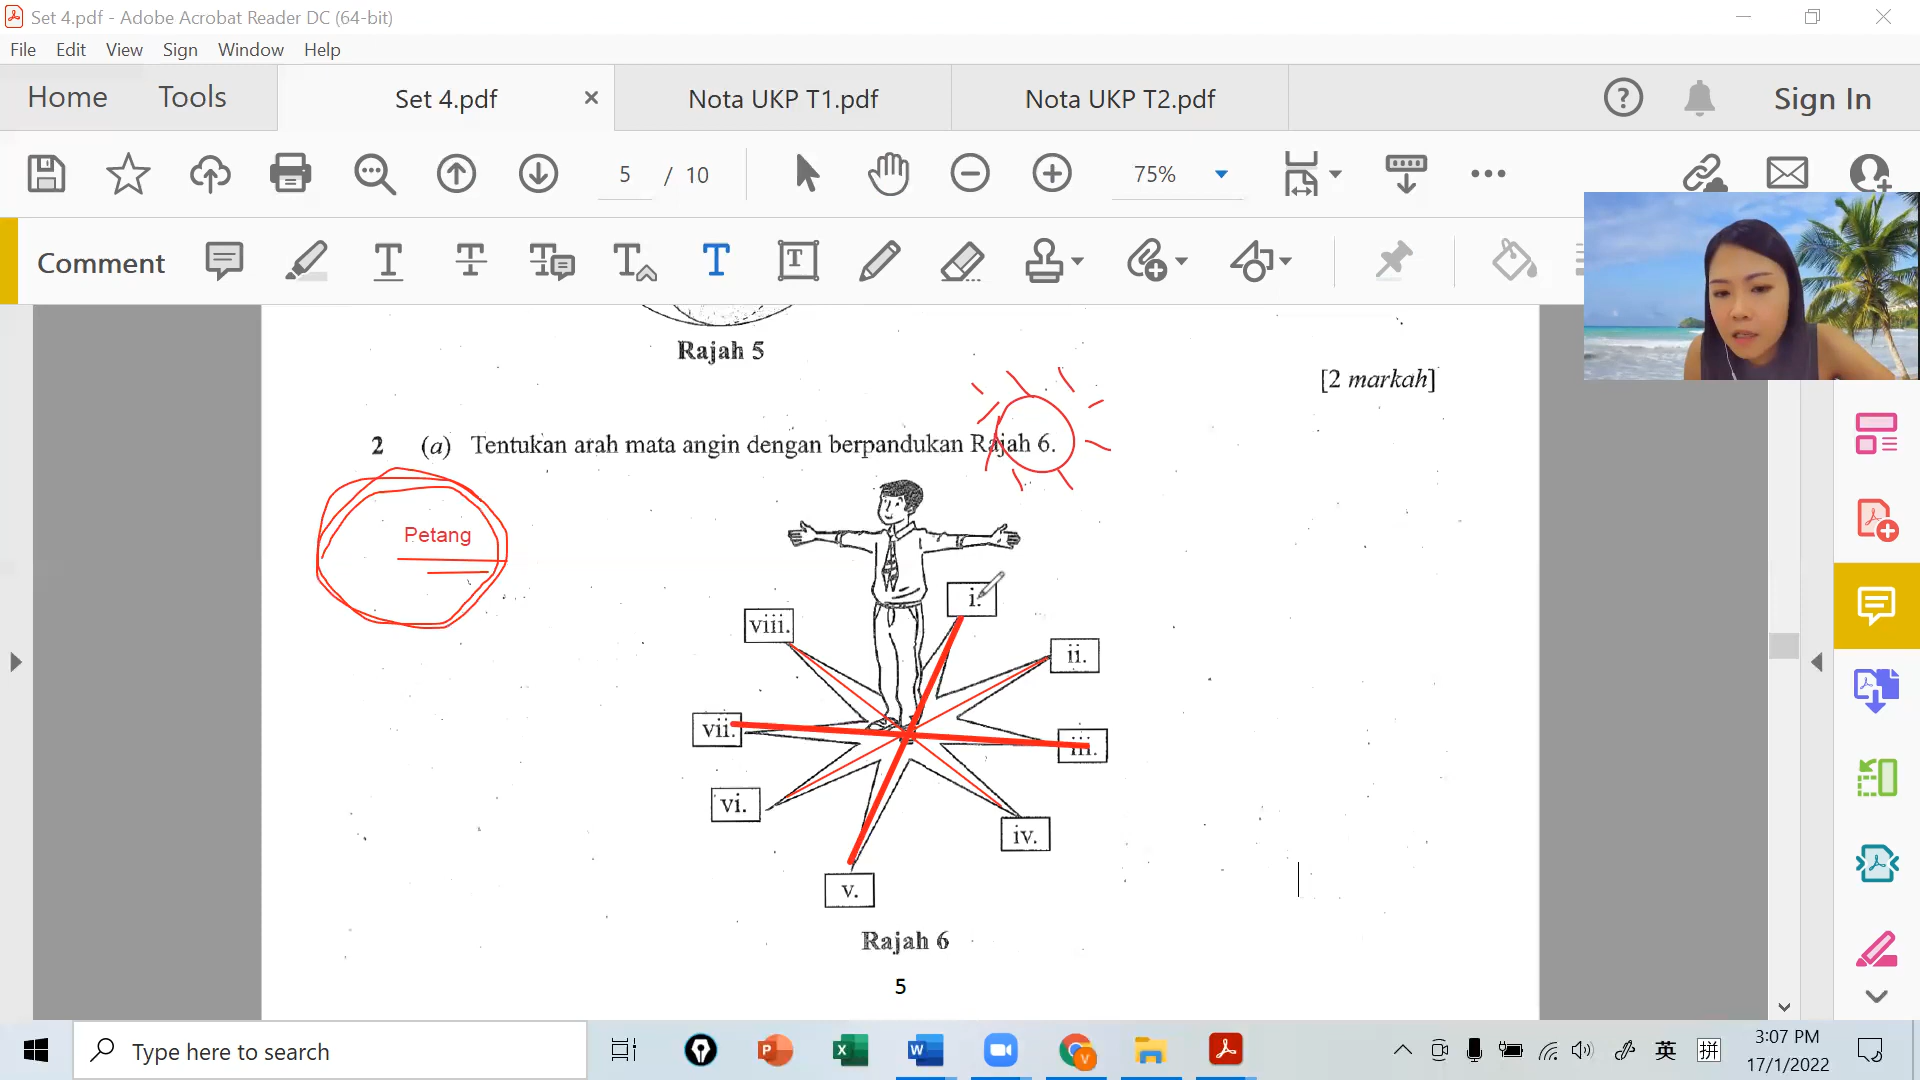 Set 4.pdf - Adobe Acrobat Reader DC (64-bit)
File Edit View Sign Window Help
Home Tools Set 4.pdf × Nota UKP T1.pdf Nota UKP T2.pdf ? Sign In
5 / 10 75%
Comment
Rajah 5
[2 markah]
2 (a) Tentukan arah mata angin dengan berpandukan Rajah 6.
Petang
i.
viii.
ii.
vii.
iii.
vi.
iv.
v.
Rajah 6
5
Type here to search
英 拼
3:07 PM
17/1/2022